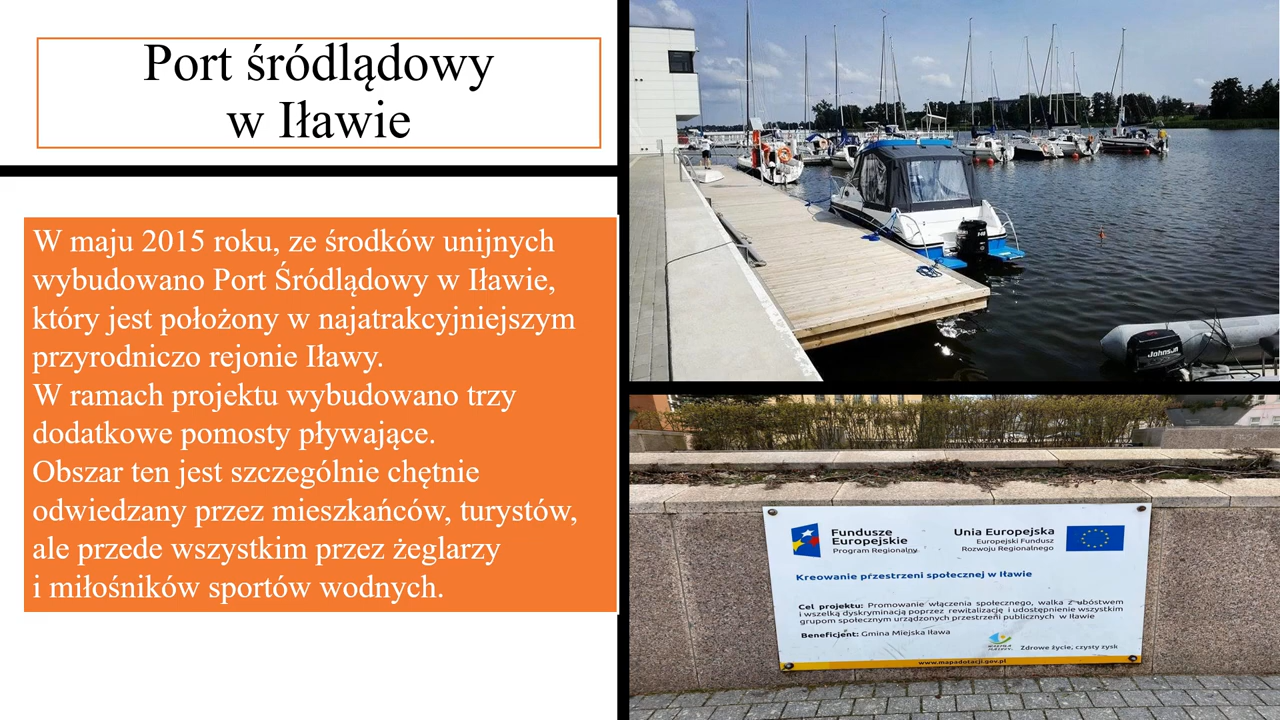 Port śródlądowy
w Iławie
W maju 2015 roku, ze środków unijnych
wybudowano Port Śródlądowy w Iławie,
który jest położony w najatrakcyjniejszym
przyrodniczo rejonie Iławy.
W ramach projektu wybudowano trzy
dodatkowe pomosty pływające.
Obszar ten jest szczególnie chętnie
odwiedzany przez mieszkańców, turystów,
ale przede wszystkim przez żeglarzy
i miłośników sportów wodnych.
Fundusze
Europejskie
Program Regionalny
Unia Europejska
Europejski Fundusz
Rozwoju Regionalnego
Kreowanie przestrzeni społecznej w Iławie
Cel projektu: Promowanie włączenia społecznego, walka z ubóstwem
i wszelką dyskryminacją poprzez rewitalizację i udostępnienie wszystkim
grupom społecznym urządzonych przestrzeni publicznych w Iławie
Beneficjent: Gmina Miejska Iława
Zdrowe życie, czysty zysk
www.mapadotacji.gov.pl